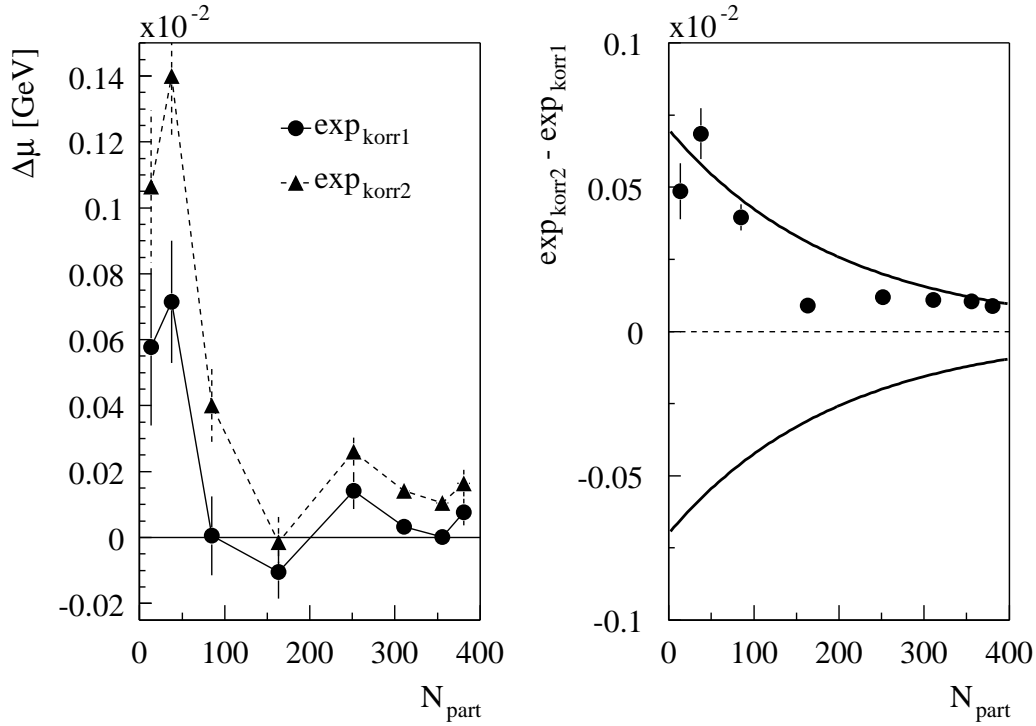 x10^-2
Δμ [GeV]
0.14
0.12
0.1
0.08
0.06
0.04
0.02
0
-0.02
exp_korr1
exp_korr2
0 100 200 300 400
N_part
x10^-2
exp_korr2 - exp_korr1
0.1
0.05
0
-0.05
-0.1
0 100 200 300 400
N_part